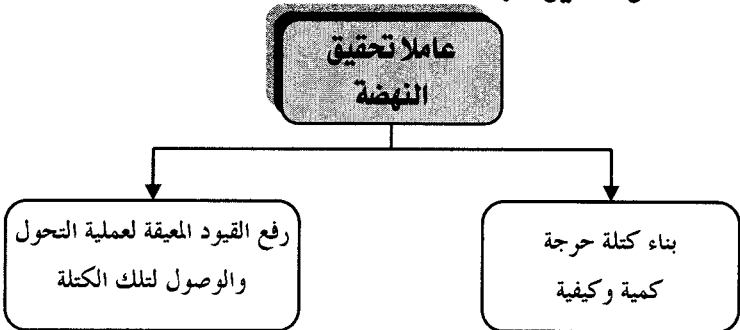 عاملا تحقيق
النهضة
بناء كتلة حرجة
كمية وكيفية
رفع القيود المعيقة لعملية التحول
والوصول لتلك الكتلة